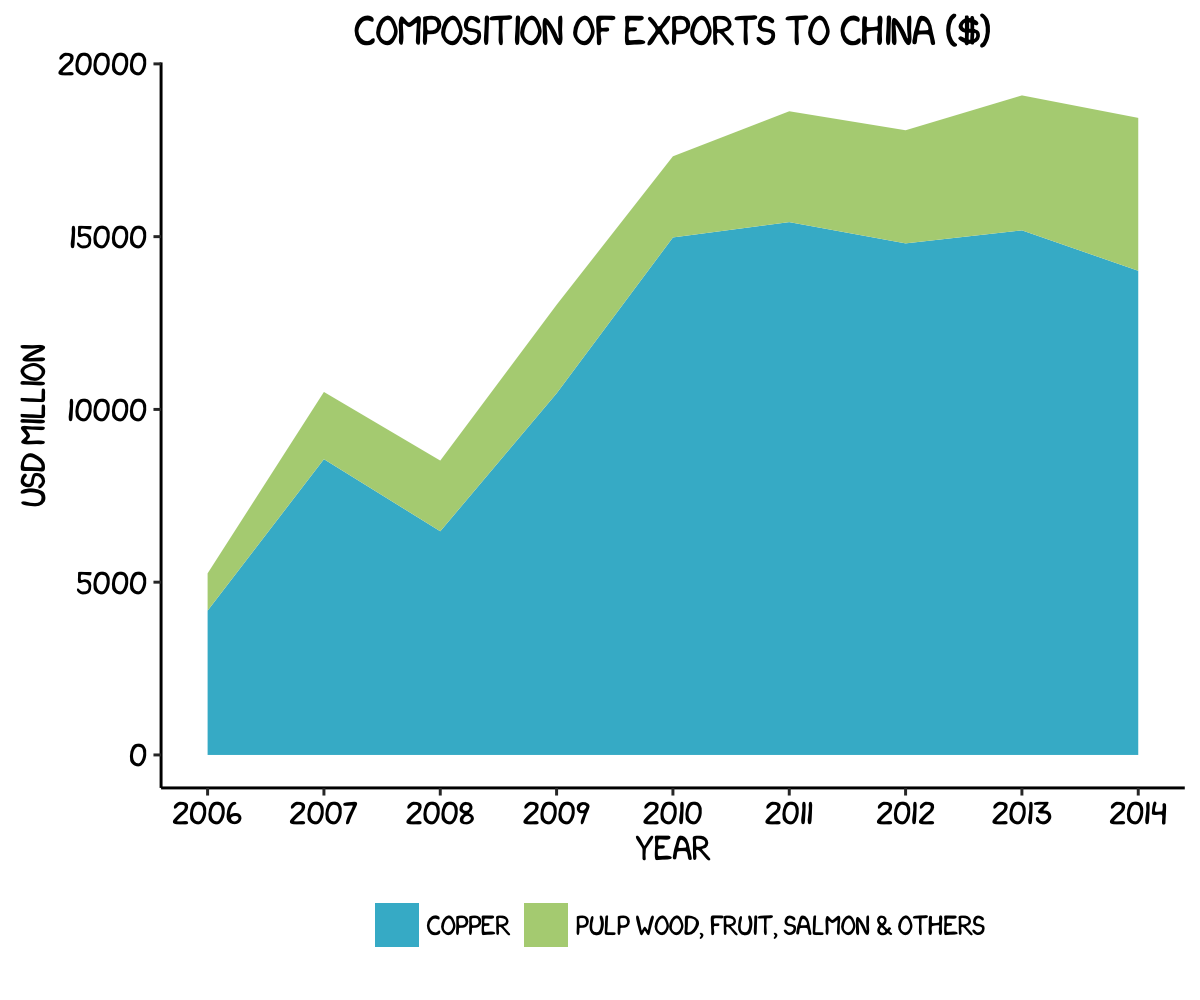 COMPOSITION OF EXPORTS TO CHINA ($)
20000
15000
10000
5000
0
USD MILLION
2006 2007 2008 2009 2010 2011 2012 2013 2014
YEAR
COPPER PULP WOOD, FRUIT, SALMON & OTHERS